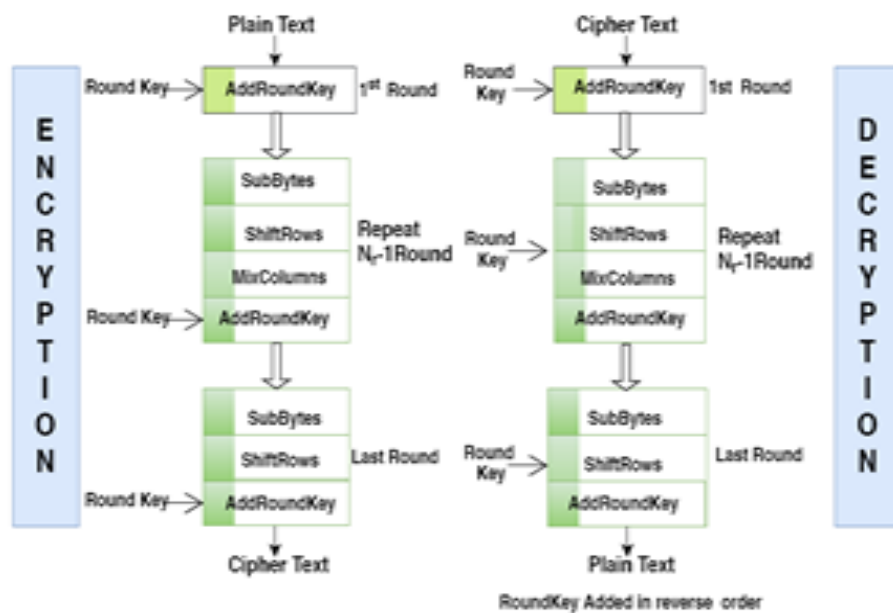 ENCRYPTION
Plain Text
Round Key
AddRoundKey
1st Round
SubBytes
ShiftRows
MixColumns
Round Key
AddRoundKey
Repeat
Nr-1Round
SubBytes
ShiftRows
Round Key
AddRoundKey
Last Round
Cipher Text
Cipher Text
Round
Key
AddRoundKey
1st Round
SubBytes
Round
Key
ShiftRows
MixColumns
AddRoundKey
Repeat
Nr-1Round
SubBytes
Round
Key
ShiftRows
AddRoundKey
Last Round
Plain Text
RoundKey Added in reverse order
DECRYPTION